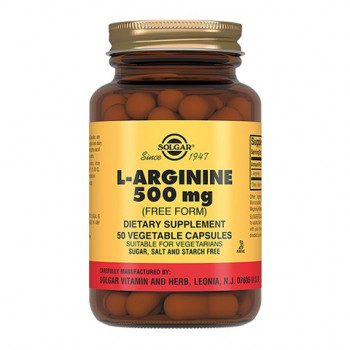 SOLGAR
Since 1947
L-ARGININE
500 mg
(FREE FORM)
DIETARY SUPPLEMENT
50 VEGETABLE CAPSULES
SUITABLE FOR VEGETARIANS
SUGAR, SALT AND STARCH FREE
CAREFULLY MANUFACTURED BY:
SOLGAR VITAMIN AND HERB, LEONIA, N.J. 07605 U.S.A.